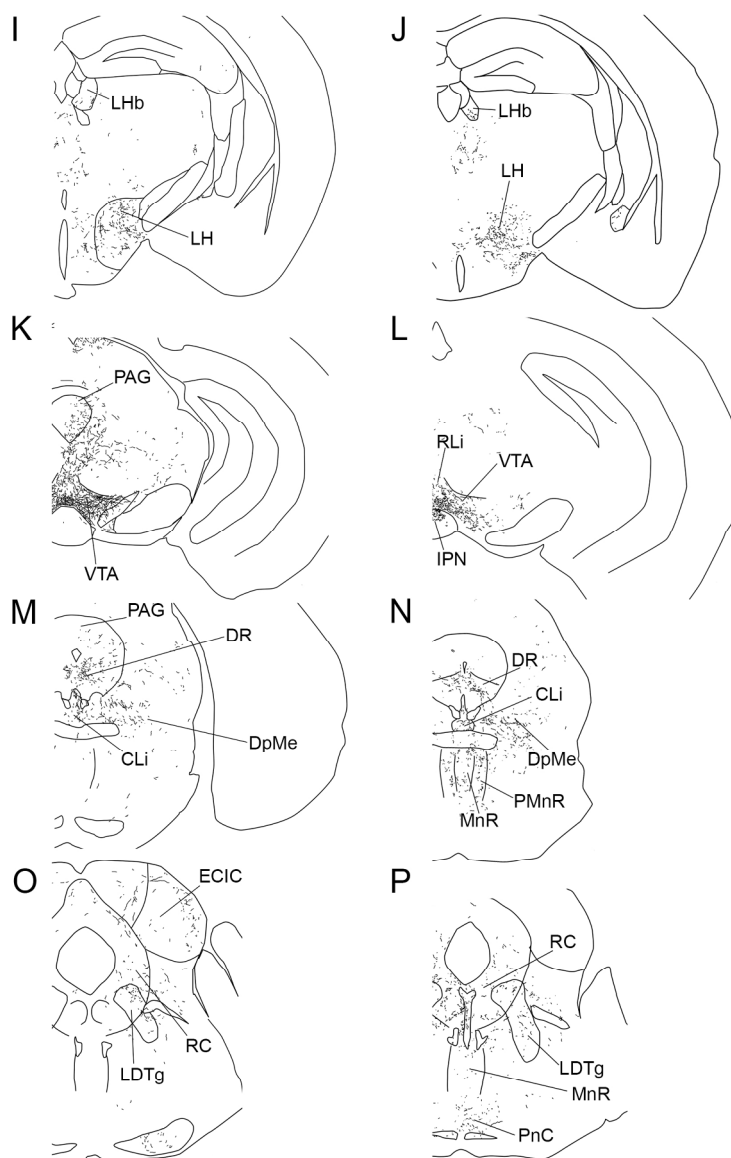 I
LHb
LH
J
LHb
LH
K
PAG
VTA
L
RLi
VTA
IPN
M
PAG
DR
DpMe
CLi
N
DR
CLi
DpMe
PMnR
MnR
O
ECIC
RC
LDTg
P
RC
LDTg
MnR
PnC